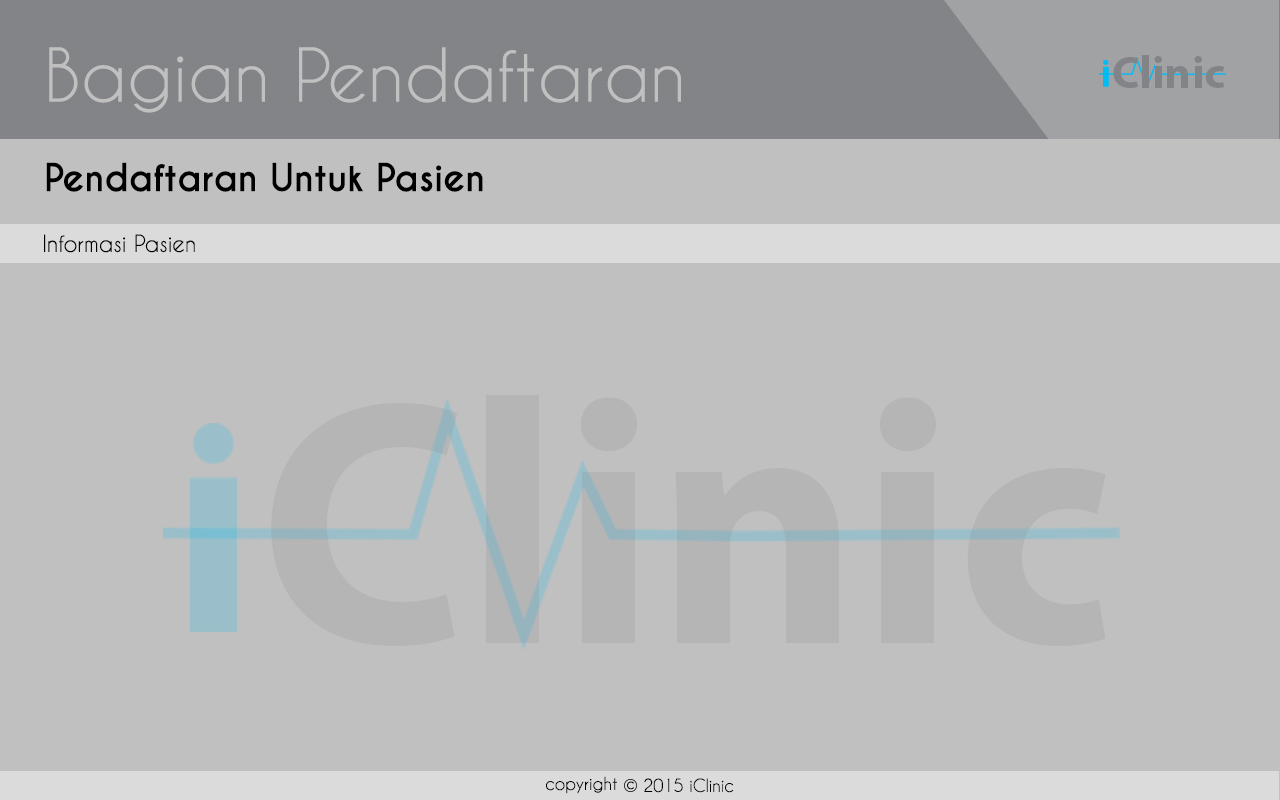 Bagian Pendaftaran
iClinic
Pendaftaran Untuk Pasien
Informasi Pasien
iClinic
copyright © 2015 iClinic